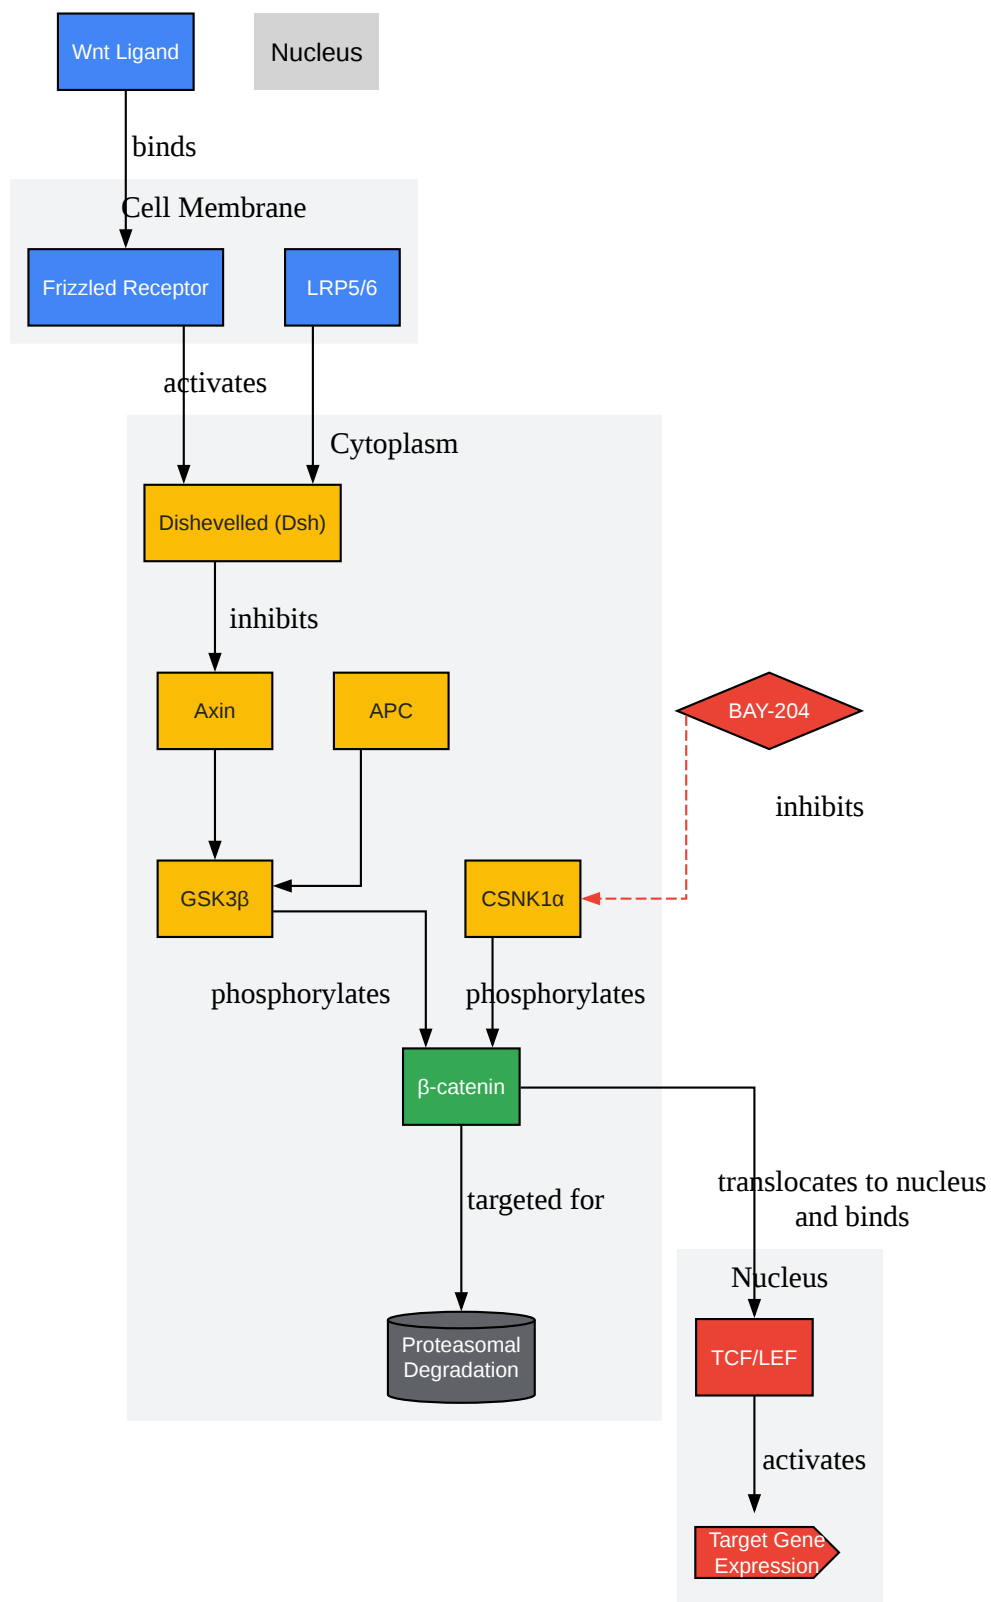 Wnt Ligand
Nucleus
binds
Cell Membrane
Frizzled Receptor
LRP5/6
activates
Cytoplasm
Dishevelled (Dsh)
inhibits
Axin
APC
BAY-204
inhibits
GSK3β
CSNK1α
phosphorylates
phosphorylates
β-catenin
translocates to nucleus
and binds
targeted for
Nucleus
Proteasomal
Degradation
TCF/LEF
activates
Target Gene
Expression